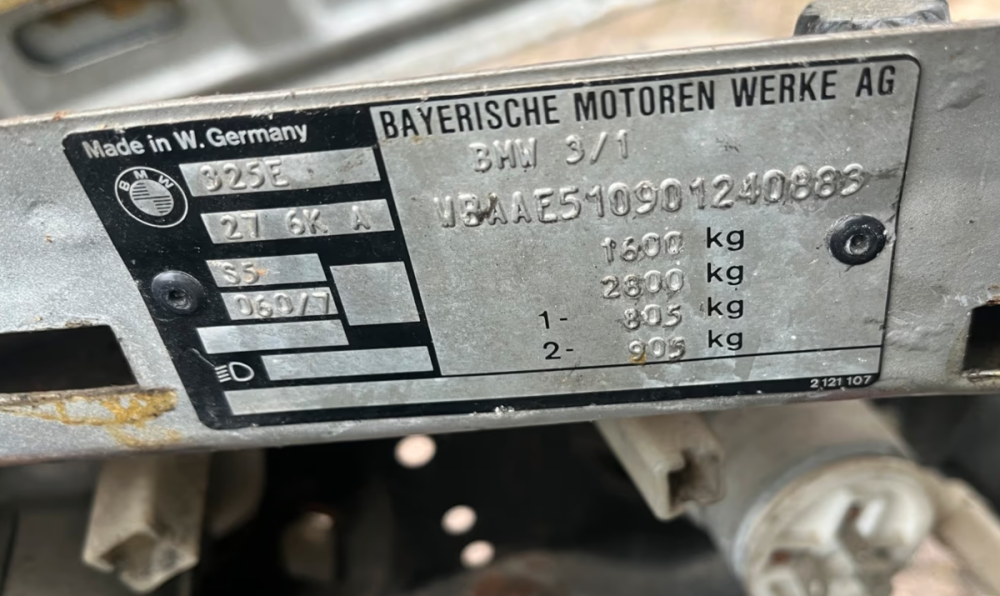 Made in W. Germany
BMW
325E
27 6K A
S5
060/7
BAYERISCHE MOTOREN WERKE AG
BMW 3/1
WBAAE510901240883
1600 kg
2800 kg
1- 805 kg
2- 905 kg
2 121 107